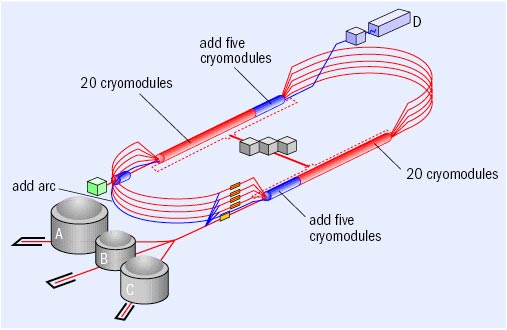 D
add five
cryomodules
20 cryomodules
20 cryomodules
add arc
A
B
C
add five
cryomodules